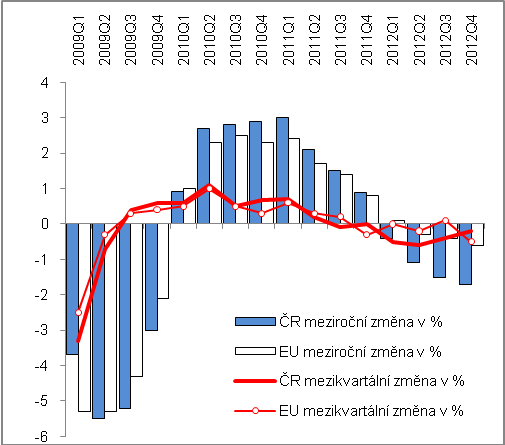 2009Q1
2009Q2
2009Q3
2009Q4
2010Q1
2010Q2
2010Q3
2010Q4
2011Q1
2011Q2
2011Q3
2011Q4
2012Q1
2012Q2
2012Q3
2012Q4
4
3
2
1
0
-1
-2
-3
-4
-5
-6
ČR meziroční změna v %
EU meziroční změna v %
ČR mezikvartální změna v %
EU mezikvartální změna v %